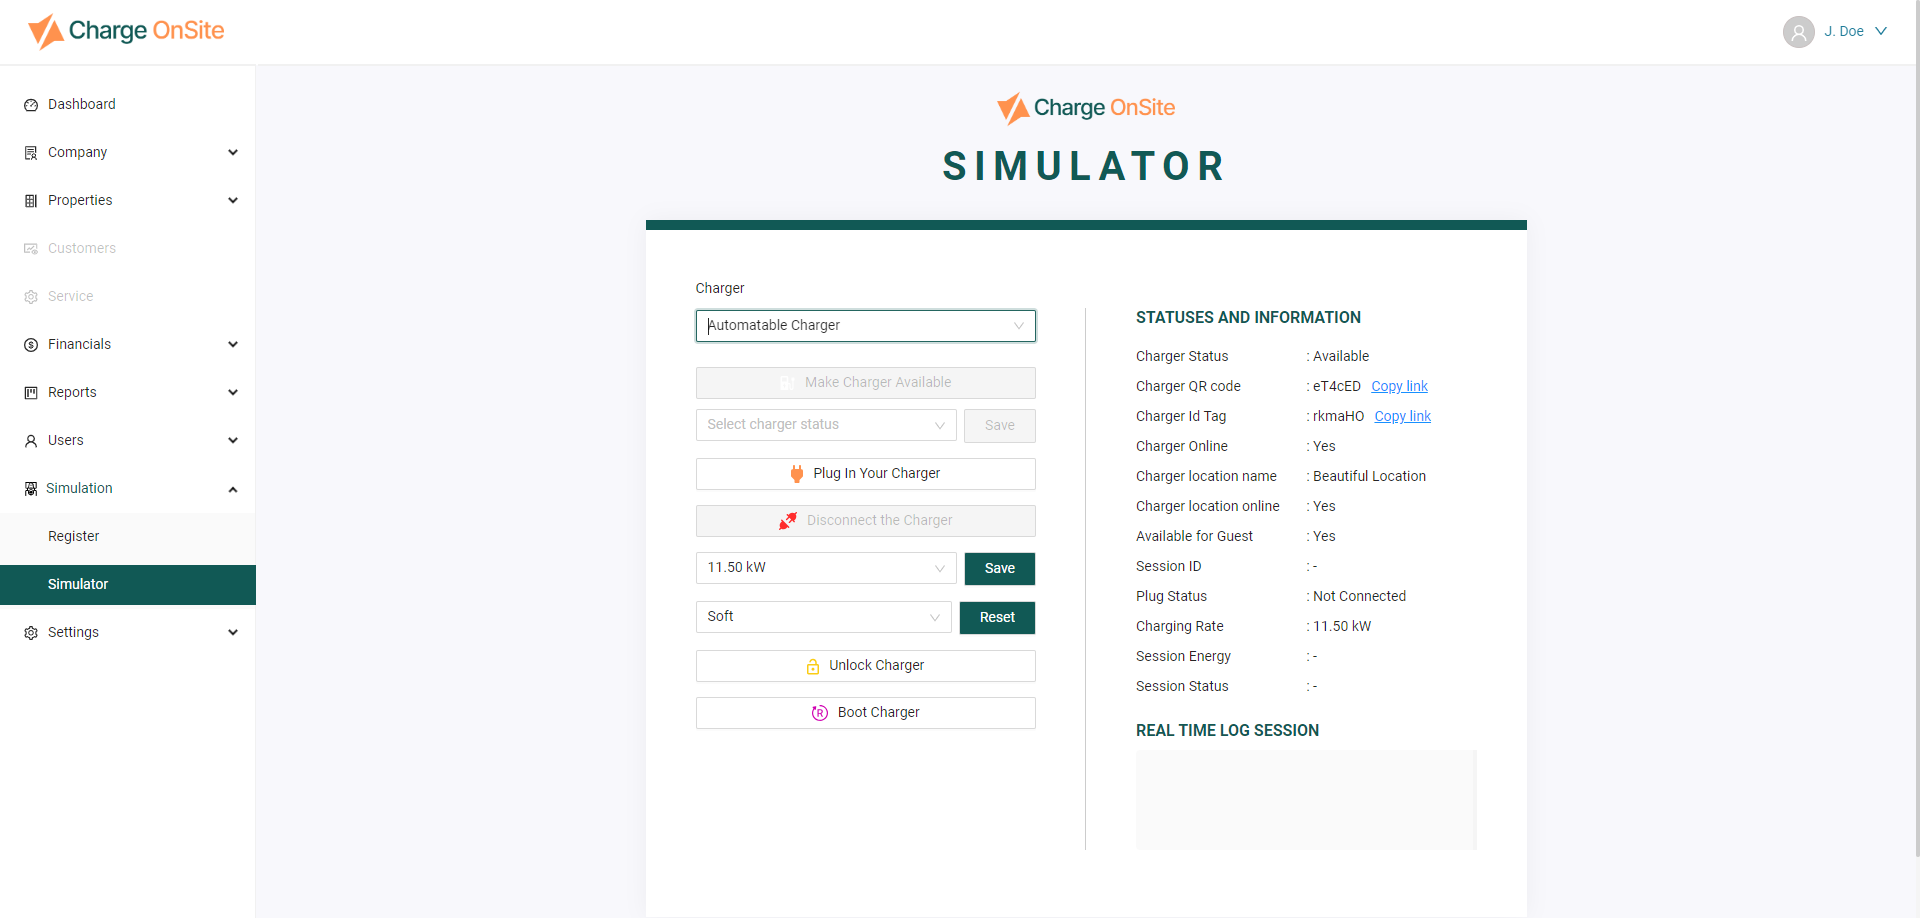 Charge OnSite
J. Doe
Dashboard
Company
Properties
Customers
Service
Financials
Reports
Users
Simulation
Register
Simulator
Settings
Charge OnSite
SIMULATOR
Charger
Automatable Charger
Make Charger Available
Select charger status
Save
Plug In Your Charger
Disconnect the Charger
11.50 kW
Save
Soft
Reset
Unlock Charger
R
Boot Charger
STATUSES AND INFORMATION
Charger Status : Available
Charger QR code : eT4cED Copy link
Charger Id Tag : rkmaHO Copy link
Charger Online : Yes
Charger location name : Beautiful Location
Charger location online : Yes
Available for Guest : Yes
Session ID : -
Plug Status : Not Connected
Charging Rate : 11.50 kW
Session Energy : -
Session Status : -
REAL TIME LOG SESSION